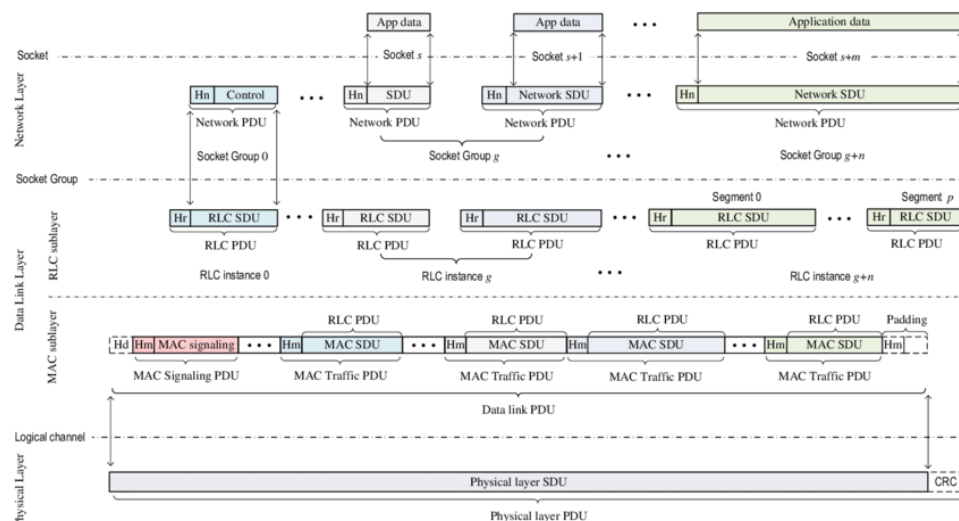 App data
App data
Application data
Socket s
Socket s+1
Socket s+m
Socket
Network Layer
Hn Control
Hn SDU
Hn Network SDU
Hn Network SDU
Network PDU
Network PDU
Network PDU
Network PDU
Socket Group 0
Socket Group g
Socket Group g+n
Socket Group
Data Link Layer
RLC sublayer
Segment 0
Segment p
Hr RLC SDU
Hr RLC SDU
Hr RLC SDU
Hr RLC SDU
Hr RLC SDU
RLC PDU
RLC PDU
RLC PDU
RLC PDU
RLC PDU
RLC instance 0
RLC instance g
RLC instance g+n
MAC sublayer
RLC PDU
RLC PDU
RLC PDU
RLC PDU
Padding
Hd Hm MAC signaling
Hm MAC SDU
Hm MAC SDU
Hm MAC SDU
Hm MAC SDU
Hm
MAC Signaling PDU
MAC Traffic PDU
MAC Traffic PDU
MAC Traffic PDU
MAC Traffic PDU
Data link PDU
Logical channel
Physical Layer
Physical layer SDU
CRC
Physical layer PDU